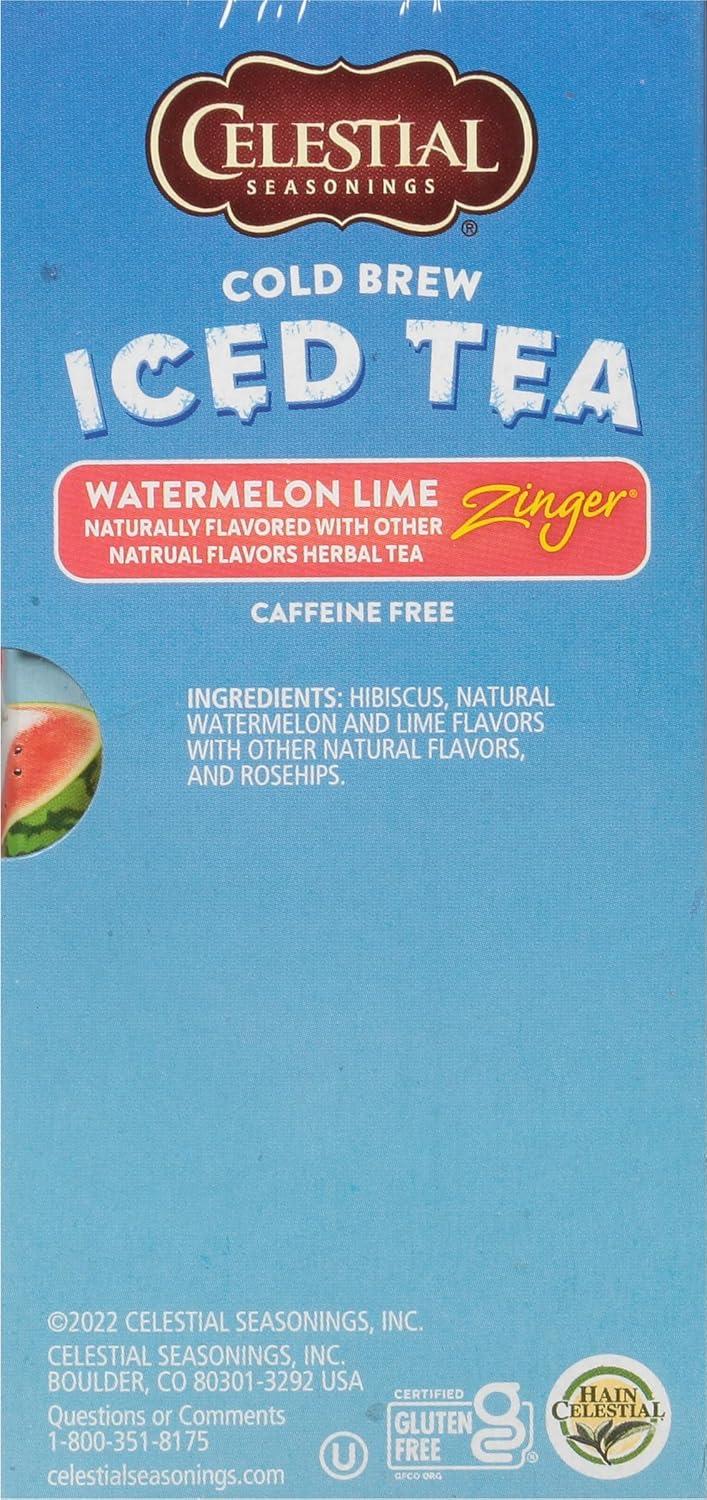 CELESTIAL
SEASONINGS®
COLD BREW
ICED TEA
WATERMELON LIME Zinger®
NATURALLY FLAVORED WITH OTHER
NATRUAL FLAVORS HERBAL TEA
CAFFEINE FREE
INGREDIENTS: HIBISCUS, NATURAL
WATERMELON AND LIME FLAVORS
WITH OTHER NATURAL FLAVORS,
AND ROSEHIPS.
©2022 CELESTIAL SEASONINGS, INC.
CELESTIAL SEASONINGS, INC.
BOULDER, CO 80301-3292 USA
Questions or Comments
1-800-351-8175
celestialseasonings.com
U
CERTIFIED
GLUTEN
FREE
®
GFCO.ORG
HAIN
CELESTIAL